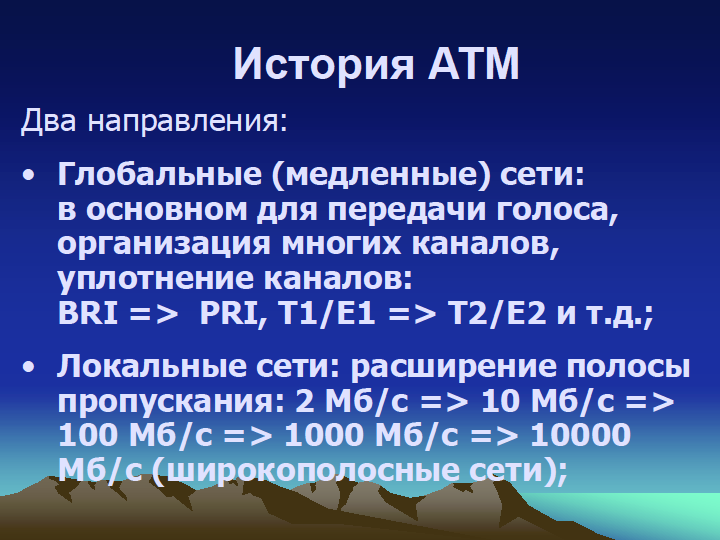 История ATM
Два направления:
• Глобальные (медленные) сети:
в основном для передачи голоса,
организация многих каналов,
уплотнение каналов:
BRI => PRI, T1/E1 => T2/E2 и т.д.;
• Локальные сети: расширение полосы
пропускания: 2 Мб/с => 10 Мб/с =>
100 Мб/с => 1000 Мб/с => 10000
Мб/с (широкополосные сети);